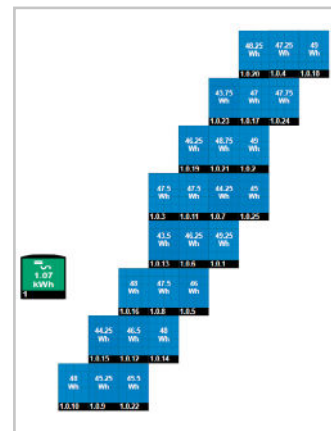 48.25 47.25 49
Wh Wh Wh
1.0.20 1.0.4 1.0.18
43.75 47 47.75
Wh Wh Wh
1.0.23 1.0.17 1.0.24
46.25 48.75 49
Wh Wh Wh
1.0.19 1.0.21 1.0.2
47.5 47.5 44.25 45
Wh Wh Wh Wh
1.0.3 1.0.11 1.0.7 1.0.25
43.5 46.25 49.25
Wh Wh Wh
1.0.13 1.0.6 1.0.1
1.07
kWh
1
48 47.5 46
Wh Wh Wh
1.0.16 1.0.8 1.0.5
44.25 46.5 48
Wh Wh Wh
1.0.15 1.0.12 1.0.14
48 45.25 45.5
Wh Wh Wh
1.0.10 1.0.9 1.0.22